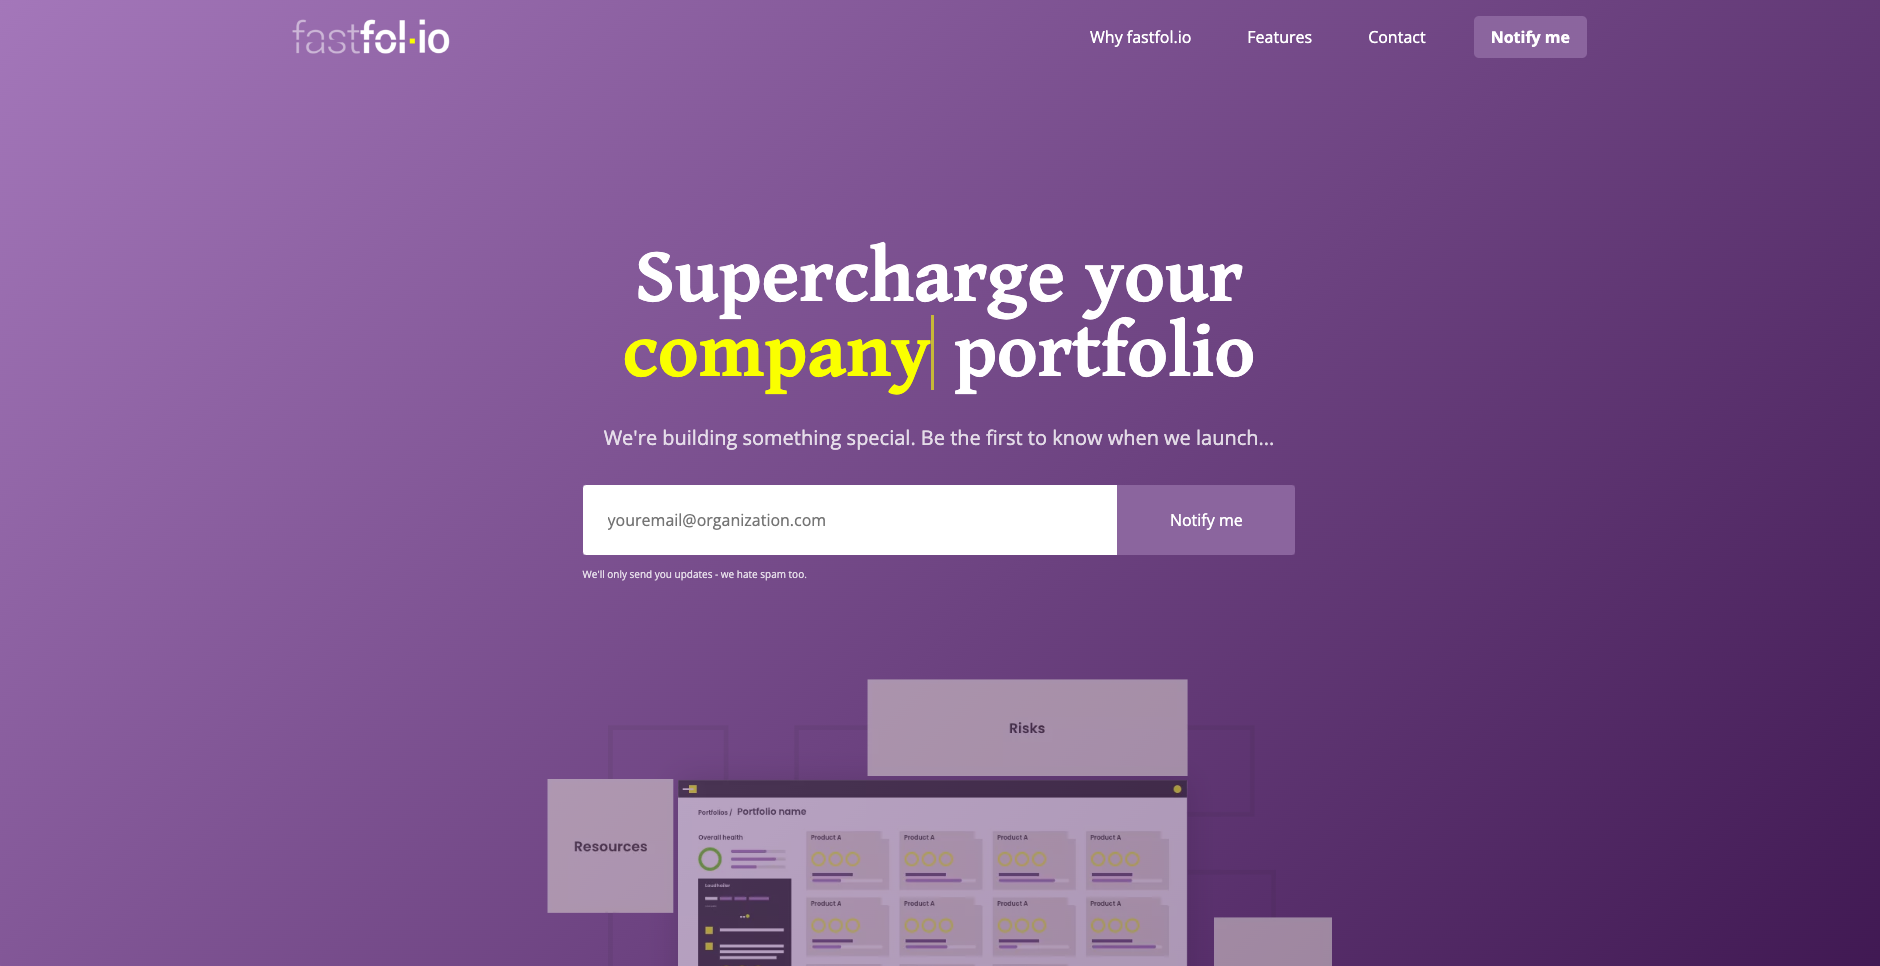 fastfol.io
Why fastfol.io
Features
Contact
Notify me
Supercharge your
company portfolio
We're building something special. Be the first to know when we launch...
youremail@organization.com
Notify me
We'll only send you updates - we hate spam too.
Risks
Resources
Portfolios / Portfolio name
Overall health
Product A
Product A
Product A
Product A
Product A
Product A
Product A
Product A